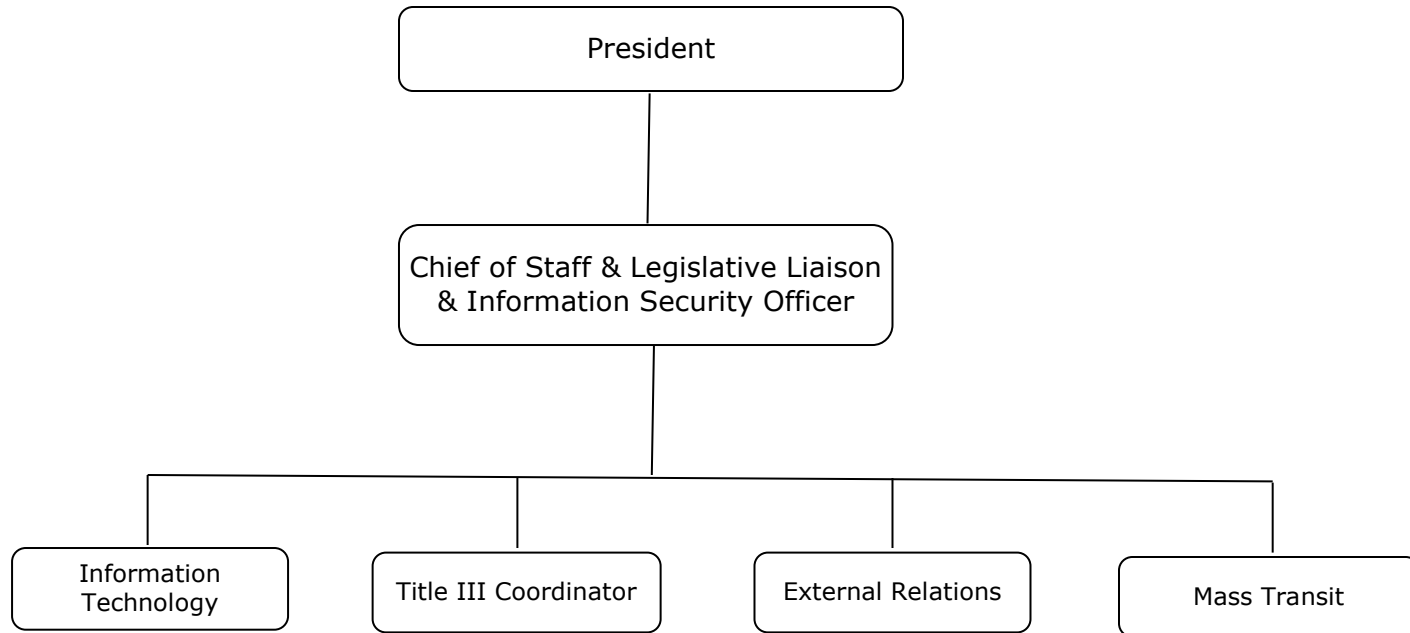 President
Chief of Staff & Legislative Liaison
& Information Security Officer
Information
Technology
Title III Coordinator
External Relations
Mass Transit